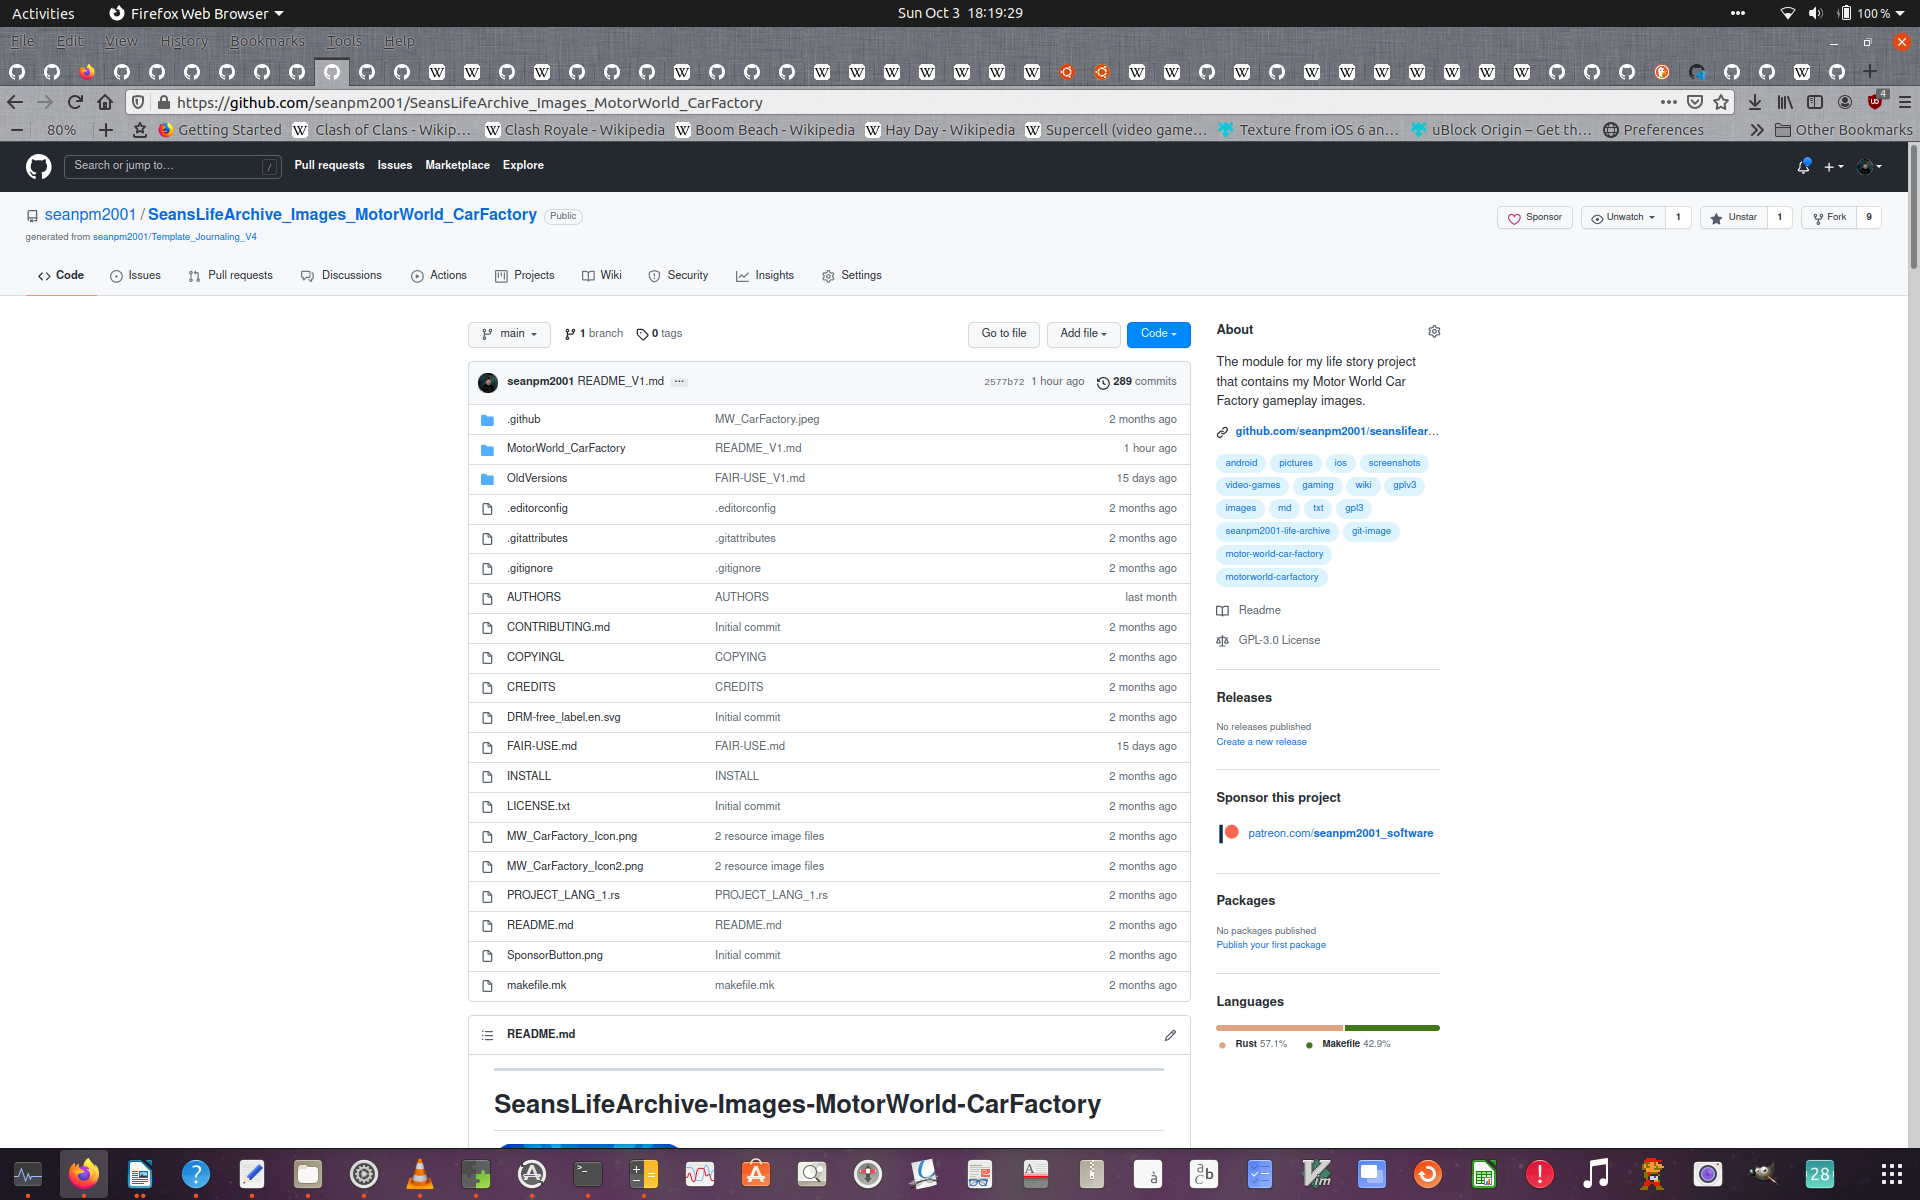 Activities Firefox Web Browser Sun Oct 3 18:19:29 100 %
File Edit View History Bookmarks Tools Help
https://github.com/seanpm2001/SeansLifeArchive_Images_MotorWorld_CarFactory
80% Getting Started Clash of Clans - Wikip… Clash Royale - Wikipedia Boom Beach - Wikipedia Hay Day - Wikipedia Supercell (video game… Texture from iOS 6 an… uBlock Origin – Get th… Preferences Other Bookmarks
Search or jump to… / Pull requests Issues Marketplace Explore
seanpm2001 / SeansLifeArchive_Images_MotorWorld_CarFactory Public
Sponsor Unwatch 1 Unstar 1 Fork 9
generated from seanpm2001/Template_Journaling_V4
Code Issues Pull requests Discussions Actions Projects Wiki Security Insights Settings
main 1 branch 0 tags Go to file Add file Code
seanpm2001 README_V1.md ··· 2577b72 1 hour ago 289 commits
.github MW_CarFactory.jpeg 2 months ago
MotorWorld_CarFactory README_V1.md 1 hour ago
OldVersions FAIR-USE_V1.md 15 days ago
.editorconfig .editorconfig 2 months ago
.gitattributes .gitattributes 2 months ago
.gitignore .gitignore 2 months ago
AUTHORS AUTHORS last month
CONTRIBUTING.md Initial commit 2 months ago
COPYINGL COPYING 2 months ago
CREDITS CREDITS 2 months ago
DRM-free_label.en.svg Initial commit 2 months ago
FAIR-USE.md FAIR-USE.md 15 days ago
INSTALL INSTALL 2 months ago
LICENSE.txt Initial commit 2 months ago
MW_CarFactory_Icon.png 2 resource image files 2 months ago
MW_CarFactory_Icon2.png 2 resource image files 2 months ago
PROJECT_LANG_1.rs PROJECT_LANG_1.rs 2 months ago
README.md README.md 2 months ago
SponsorButton.png Initial commit 2 months ago
makefile.mk makefile.mk 2 months ago
README.md
SeansLifeArchive-Images-MotorWorld-CarFactory
About
The module for my life story project
that contains my Motor World Car
Factory gameplay images.
github.com/seanpm2001/seanslifear…
android pictures ios screenshots
video-games gaming wiki gplv3
images md txt gpl3
seanpm2001-life-archive git-image
motor-world-car-factory
motorworld-carfactory
Readme
GPL-3.0 License
Releases
No releases published
Create a new release
Sponsor this project
patreon.com/seanpm2001_software
Packages
No packages published
Publish your first package
Languages
Rust 57.1% Makefile 42.9%
28